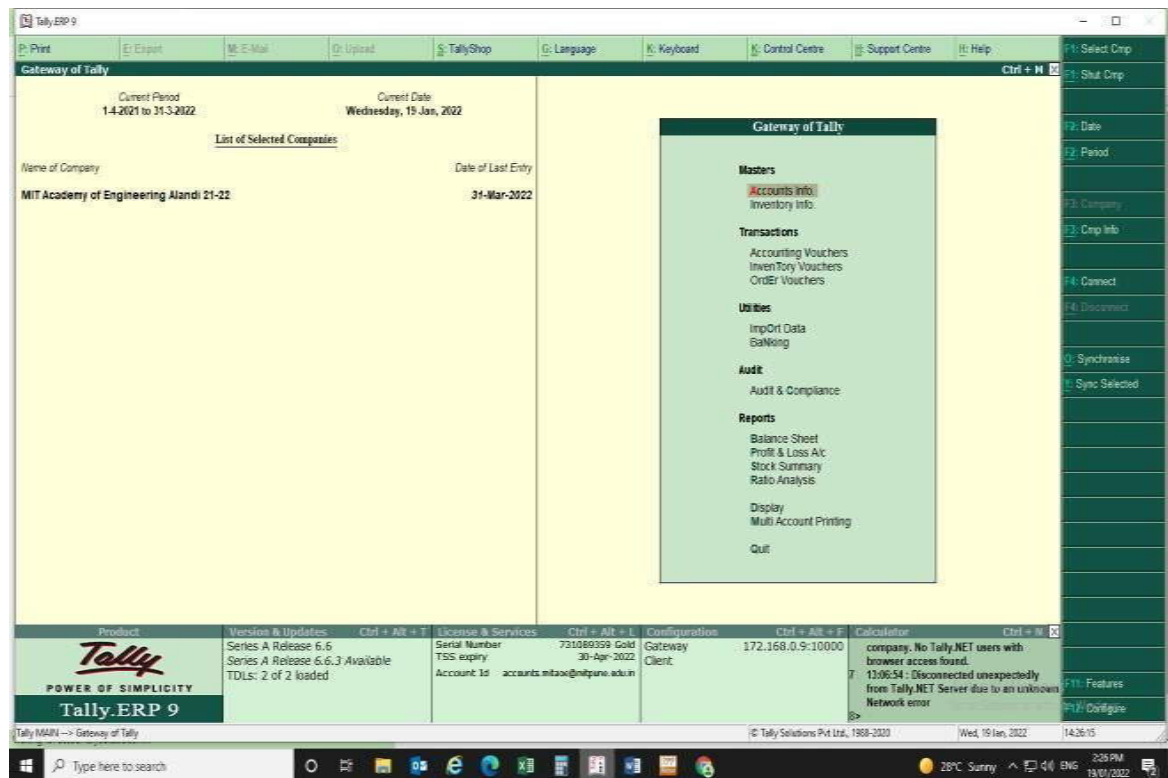 Tally.ERP 9
P: Print E: Export M: E-Mail O: Upload S: TallyShop G: Language K: Keyboard K: Control Centre H: Support Centre H: Help
F1: Select Cmp
Gateway of Tally Ctrl + M
F1: Shut Cmp
Current Period Current Date
1-4-2021 to 31-3-2022 Wednesday, 19 Jan, 2022
List of Selected Companies
Name of Company Date of Last Entry
MIT Academy of Engineering Alandi 21-22 31-Mar-2022
Gateway of Tally
Masters
Accounts Info.
Inventory Info.
Transactions
Accounting Vouchers
InvenTory Vouchers
OrdEr Vouchers
Utilities
ImpOrt Data
BaNking
Audit
Audit & Compliance
Reports
Balance Sheet
Profit & Loss A/c
Stock Summary
Ratio Analysis
Display
Multi Account Printing
Quit
F2: Date
F2: Period
F3: Company
F3: Cmp Info
F4: Connect
F4: Disconnect
O: Synchronise
Y: Sync Selected
F11: Features
F12: Configure
Product
Tally
POWER OF SIMPLICITY
Tally.ERP 9
Version & Updates Ctrl + Alt + T
Series A Release 6.6
Series A Release 6.6.3 Available
TDLs: 2 of 2 loaded
License & Services Ctrl + Alt + L
Serial Number 731089359 Gold
TSS expiry 30-Apr-2022
Account Id accounts.mitaoe@mitpune.edu.in
Configuration Ctrl + Alt + F
Gateway 172.168.0.9:10000
Client
Calculator Ctrl + N
company. No Tally.NET users with
browser access found.
7 13:06:54 : Disconnected unexpectedly
from Tally.NET Server due to an unknown
Network error
8>
Tally MAIN --> Gateway of Tally © Tally Solutions Pvt Ltd., 1988-2020 Wed, 19 Jan, 2022 14:26:15
Type here to search 28°C Sunny ENG 2:26 PM
19/01/2022